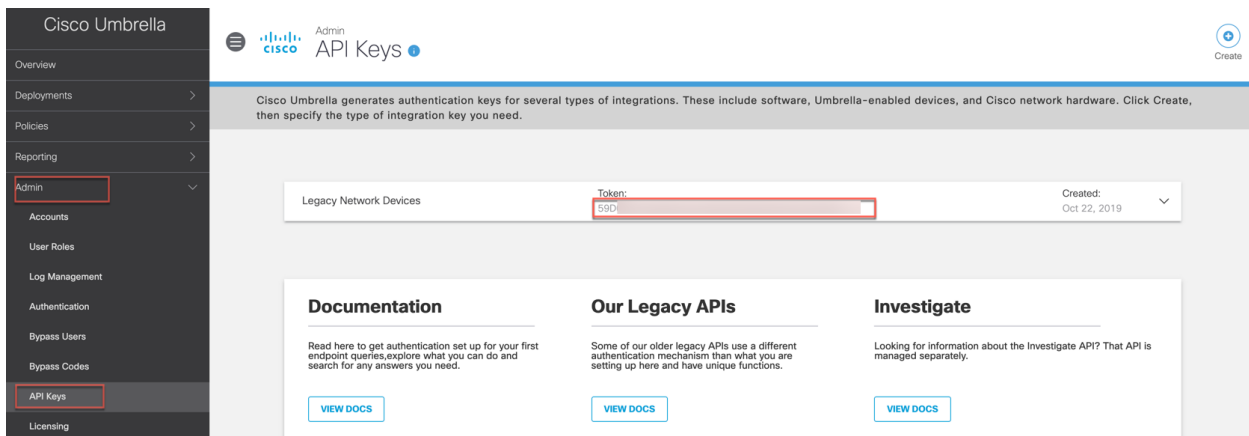 Cisco Umbrella
Overview
Deployments
Policies
Reporting
Admin
Accounts
User Roles
Log Management
Authentication
Bypass Users
Bypass Codes
API Keys
Licensing
cisco
Admin
API Keys
Create
Cisco Umbrella generates authentication keys for several types of integrations. These include software, Umbrella-enabled devices, and Cisco network hardware. Click Create,
then specify the type of integration key you need.
Legacy Network Devices
Token:
59D
Created:
Oct 22, 2019
Documentation
Read here to get authentication set up for your first
endpoint queries,explore what you can do and
search for any answers you need.
VIEW DOCS
Our Legacy APIs
Some of our older legacy APIs use a different
authentication mechanism than what you are
setting up here and have unique functions.
VIEW DOCS
Investigate
Looking for information about the Investigate API? That API is
managed separately.
VIEW DOCS